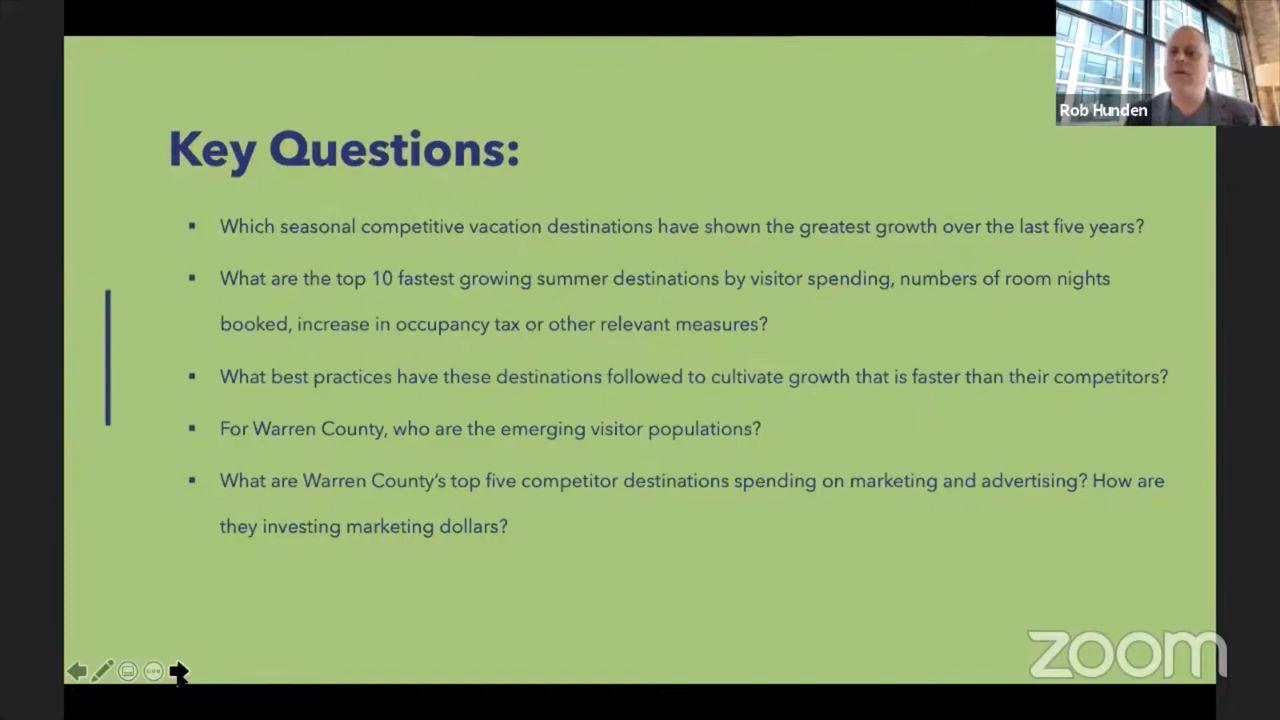 Rob Hunden
Key Questions:
▪ Which seasonal competitive vacation destinations have shown the greatest growth over the last five years?
▪ What are the top 10 fastest growing summer destinations by visitor spending, numbers of room nights
booked, increase in occupancy tax or other relevant measures?
▪ What best practices have these destinations followed to cultivate growth that is faster than their competitors?
▪ For Warren County, who are the emerging visitor populations?
▪ What are Warren County’s top five competitor destinations spending on marketing and advertising? How are
they investing marketing dollars?
zoom